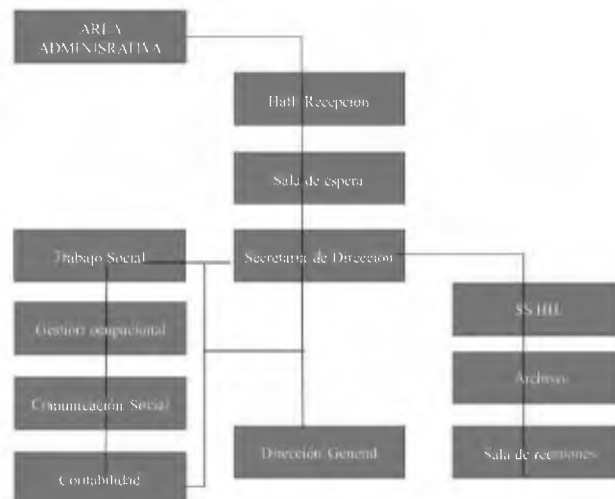 AREA
ADMINISRATIVA
Hall Recepcion
Sala de espera
Trabajo Social
Secretaria de Direccion
Gestion ocupacional
SS HH.
Comunicación Social
Archivo
Contabilidad
Dirección General
Sala de reuniones